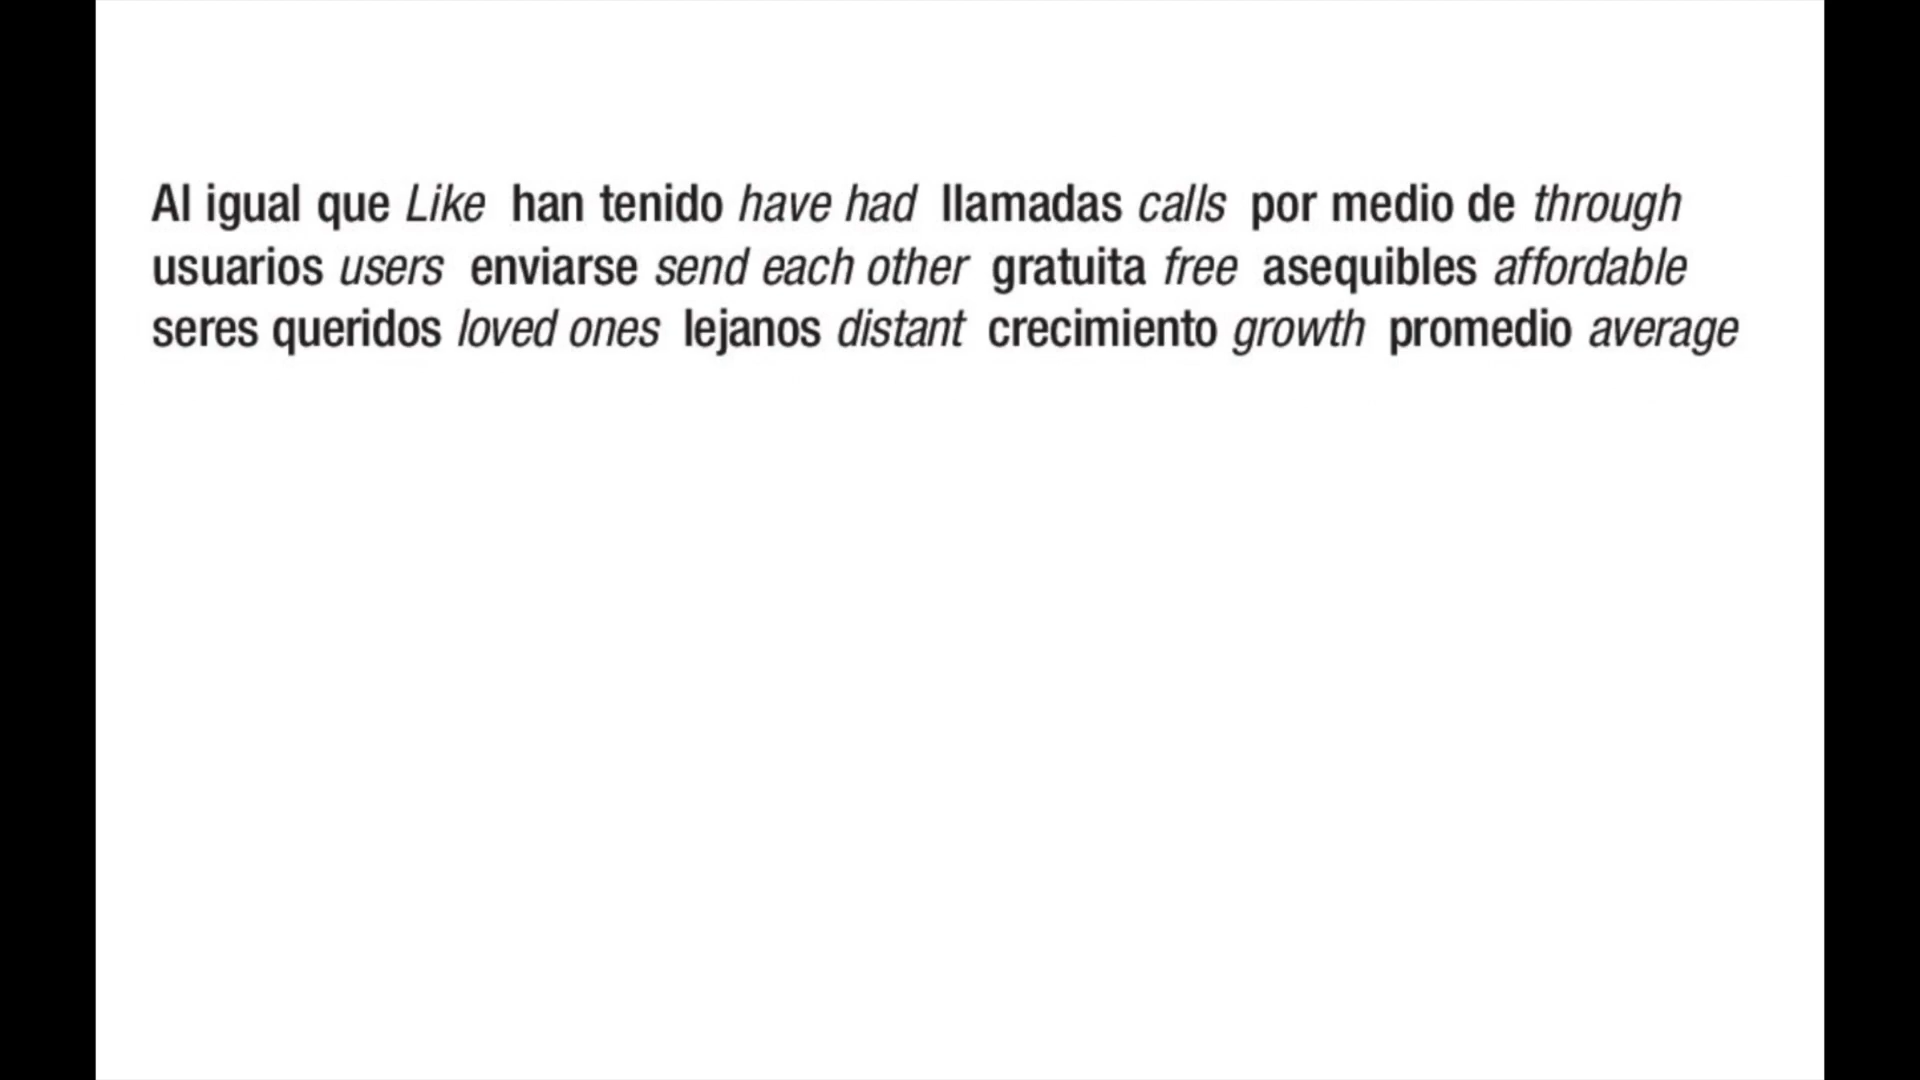 Al igual que Like han tenido have had llamadas calls por medio de through
usuarios users enviarse send each other gratuita free asequibles affordable
seres queridos loved ones lejanos distant crecimiento growth promedio average